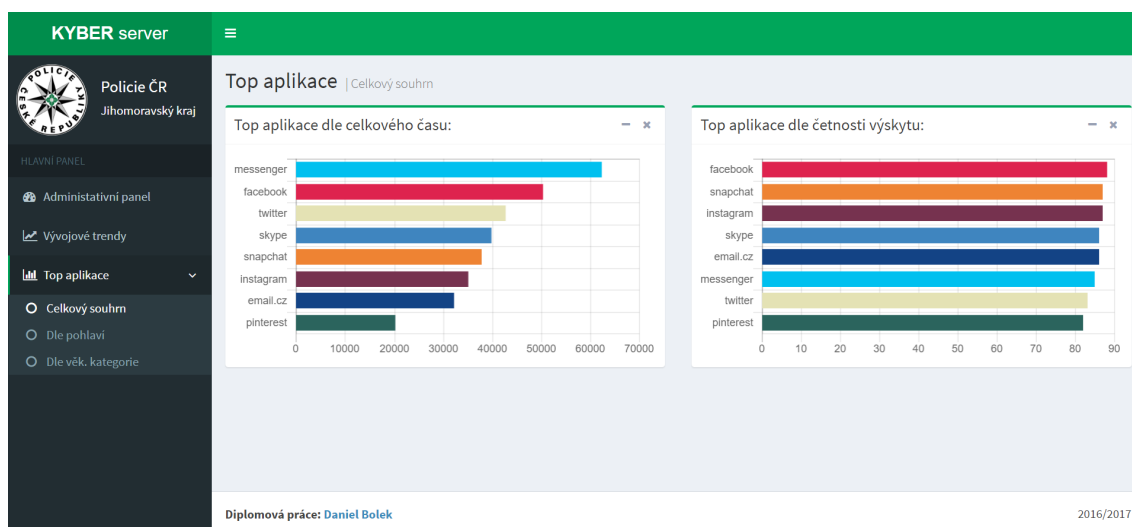 KYBER server
POLICIE ČESKÉ REPUBLIKY
Policie ČR
Jihomoravský kraj
HLAVNÍ PANEL
Administativní panel
Vývojové trendy
Top aplikace
Celkový souhrn
Dle pohlaví
Dle věk. kategorie
Top aplikace | Celkový souhrn
Top aplikace dle celkového času:
messenger
facebook
twitter
skype
snapchat
instagram
email.cz
pinterest
0 10000 20000 30000 40000 50000 60000 70000
Top aplikace dle četnosti výskytu:
facebook
snapchat
instagram
skype
email.cz
messenger
twitter
pinterest
0 10 20 30 40 50 60 70 80 90
Diplomová práce: Daniel Bolek
2016/2017